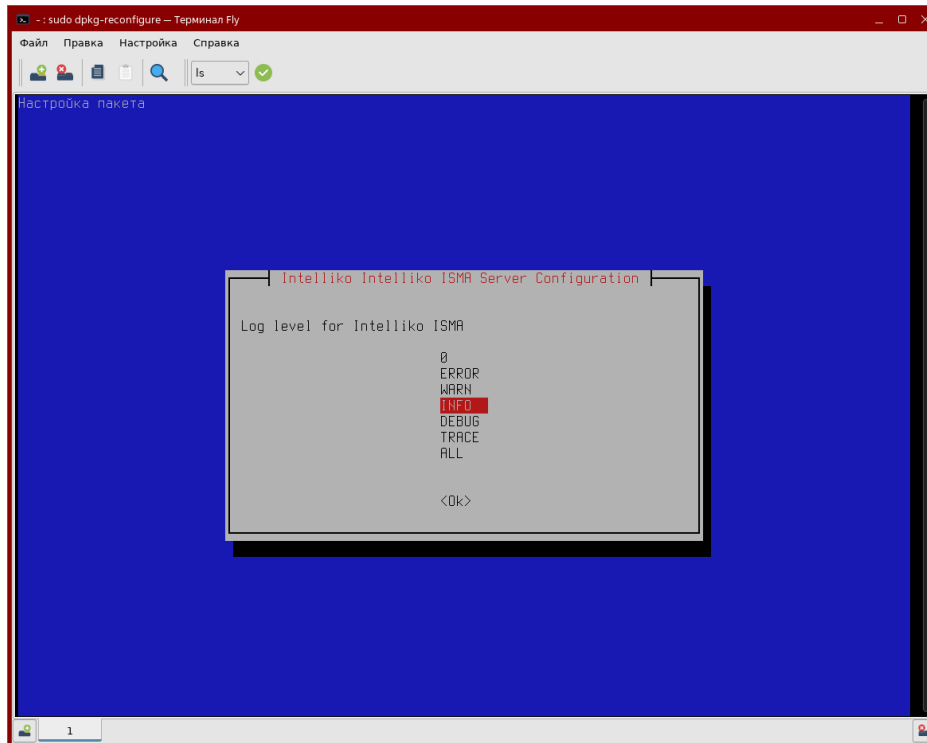 - : sudo dpkg-reconfigure — Терминал Fly
Файл Правка Настройка Справка
ls
Настройка пакета
Intelliko Intelliko ISMA Server Configuration
Log level for Intelliko ISMA
0
ERROR
WARN
INFO
DEBUG
TRACE
ALL
<Ok>
1